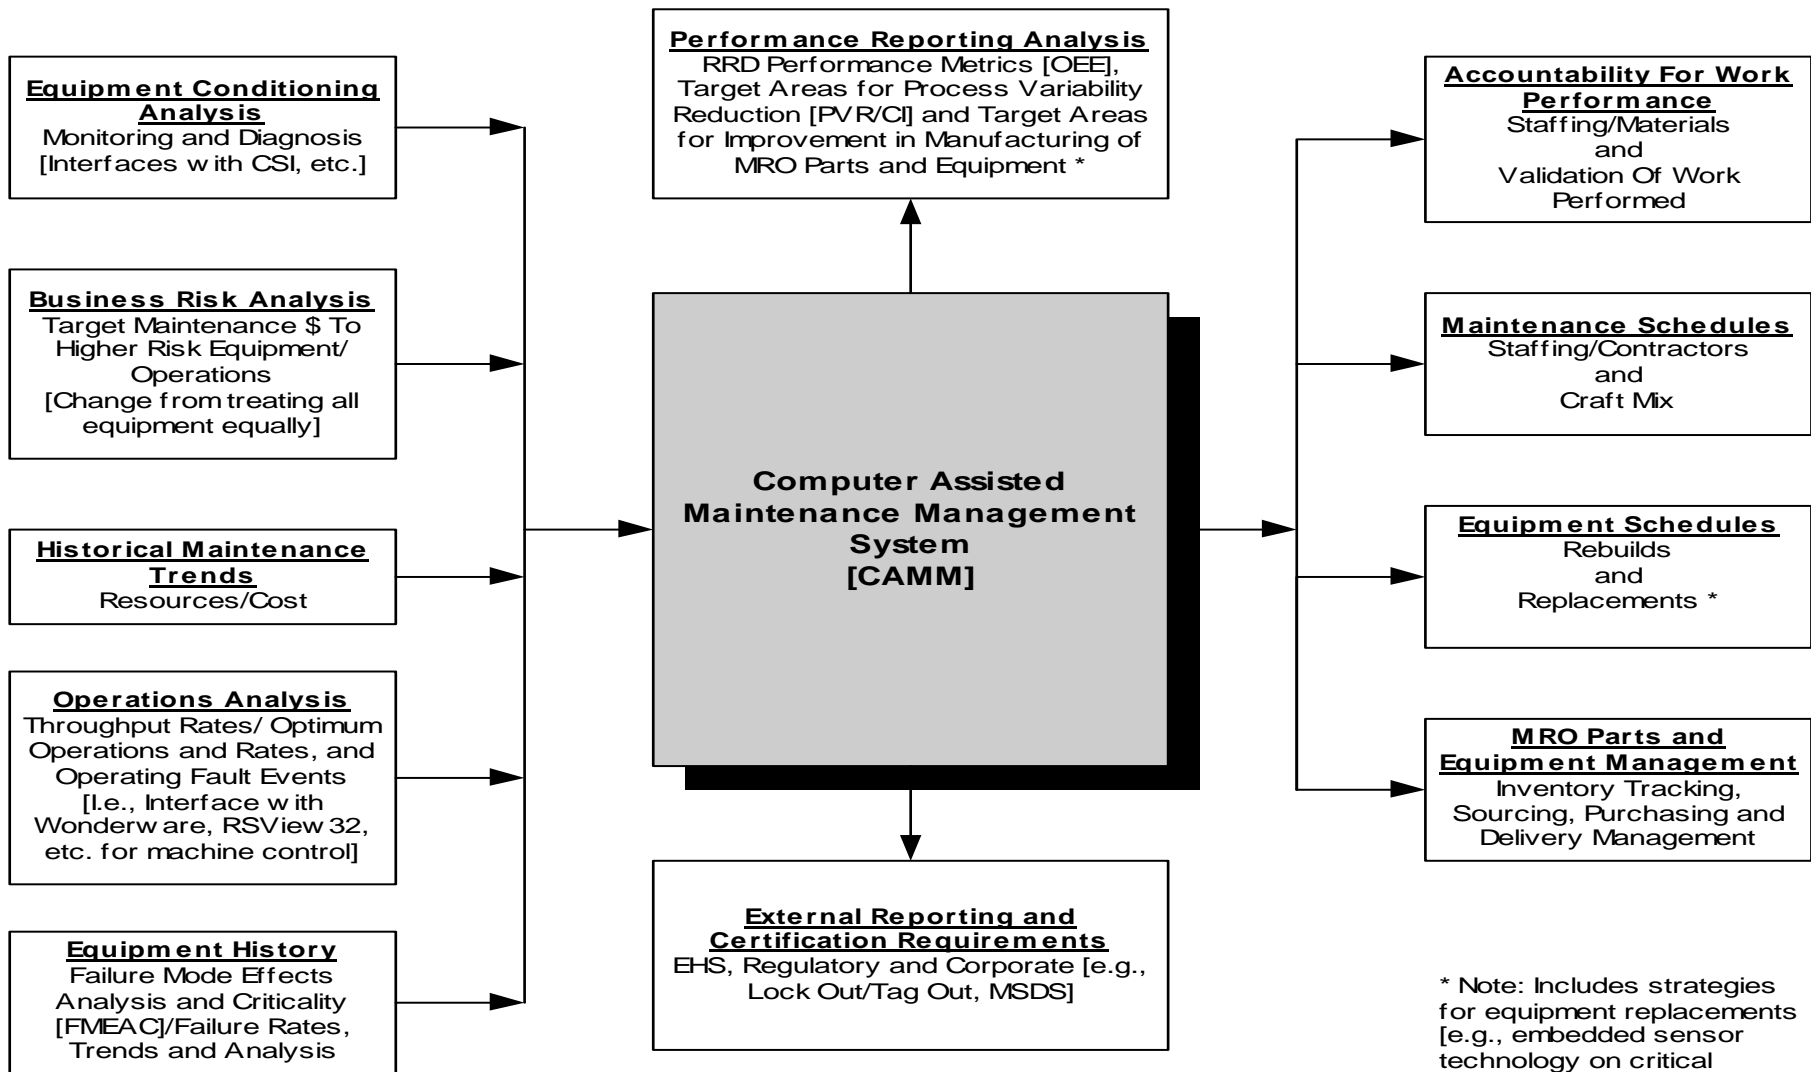 Equipment Conditioning
Analysis
Monitoring and Diagnosis
[Interfaces with CSI, etc.]
Business Risk Analysis
Target Maintenance $ To
Higher Risk Equipment/
Operations
[Change from treating all
equipment equally]
Historical Maintenance
Trends
Resources/Cost
Operations Analysis
Throughput Rates/ Optimum
Operations and Rates, and
Operating Fault Events
[I.e., Interface with
Wonderware, RSView 32,
etc. for machine control]
Equipment History
Failure Mode Effects
Analysis and Criticality
[FMEAC]/Failure Rates,
Trends and Analysis
Performance Reporting Analysis
RRD Performance Metrics [OEE],
Target Areas for Process Variability
Reduction [PVR/CI] and Target Areas
for Improvement in Manufacturing of
MRO Parts and Equipment *
Computer Assisted
Maintenance Management
System
[CAMM]
External Reporting and
Certification Requirements
EHS, Regulatory and Corporate [e.g.,
Lock Out/Tag Out, MSDS]
Accountability For Work
Performance
Staffing/Materials
and
Validation Of Work
Performed
Maintenance Schedules
Staffing/Contractors
and
Craft Mix
Equipment Schedules
Rebuilds
and
Replacements *
MRO Parts and
Equipment Management
Inventory Tracking,
Sourcing, Purchasing and
Delivery Management
* Note: Includes strategies
for equipment replacements
[e.g., embedded sensor
technology on critical